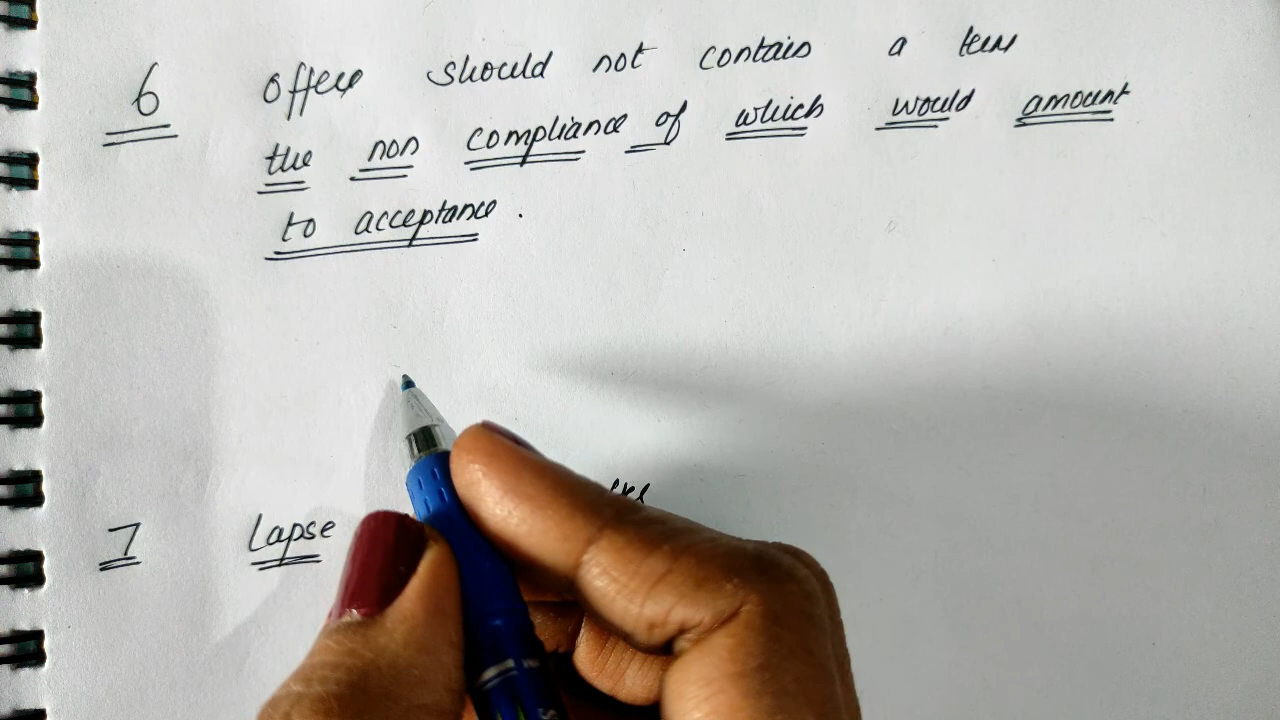 6 offer should not contain a term
the non compliance of which would amount
to acceptance .
7 Lapse